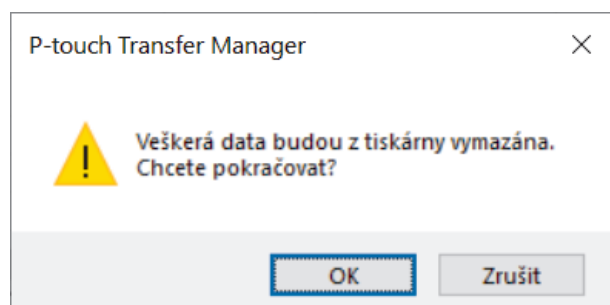 P-touch Transfer Manager
Veškerá data budou z tiskárny vymazána.
Chcete pokračovat?
OK
Zrušit